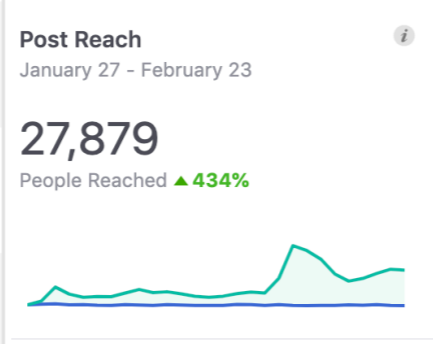 Post Reach
i
January 27 - February 23
27,879
People Reached ▲ 434%